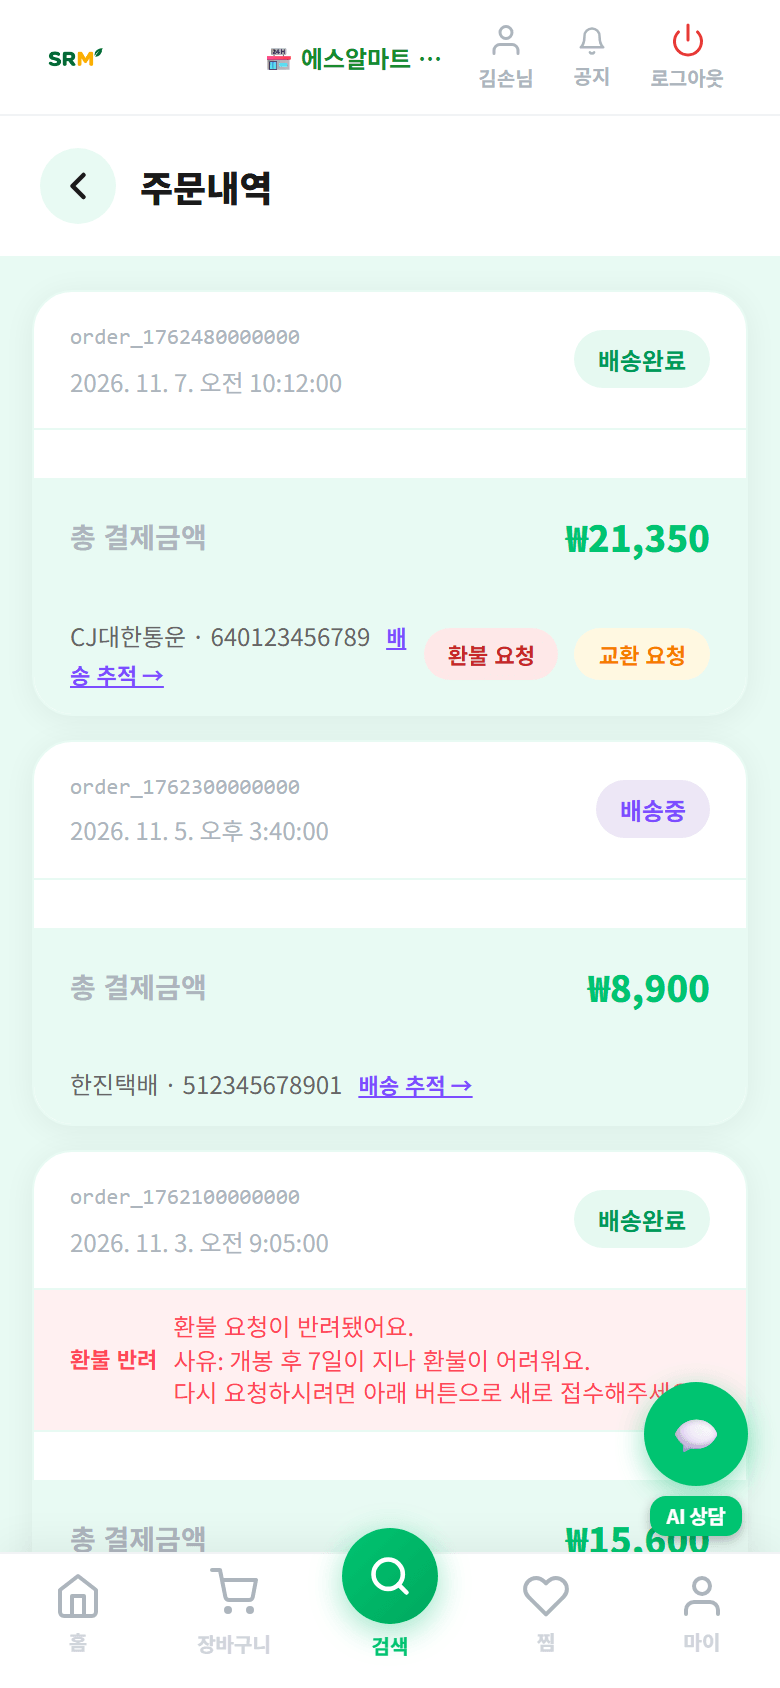 SRM
에스알마트 ···
김손님
공지
로그아웃
주문내역
order_1762480000000
2026. 11. 7. 오전 10:12:00
배송완료
총 결제금액
₩21,350
CJ대한통운 · 640123456789 배
송 추적 →
환불 요청
교환 요청
order_1762300000000
2026. 11. 5. 오후 3:40:00
배송중
총 결제금액
₩8,900
한진택배 · 512345678901 배송 추적 →
order_1762100000000
2026. 11. 3. 오전 9:05:00
배송완료
환불 반려
환불 요청이 반려됐어요.
사유: 개봉 후 7일이 지나 환불이 어려워요.
다시 요청하시려면 아래 버튼으로 새로 접수해주세
AI 상담
총 결제금액
₩15,600
홈
장바구니
검색
찜
마이